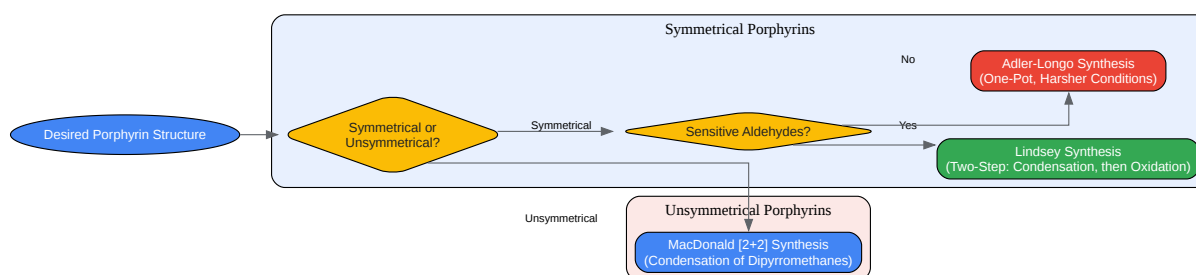 Symmetrical Porphyrins
No
Adler-Longo Synthesis
(One-Pot, Harsher Conditions)
Desired Porphyrin Structure
Symmetrical or
Unsymmetrical?
Symmetrical
Sensitive Aldehydes?
Yes
Lindsey Synthesis
(Two-Step: Condensation, then Oxidation)
Unsymmetrical
Unsymmetrical Porphyrins
MacDonald [2+2] Synthesis
(Condensation of Dipyrromethanes)